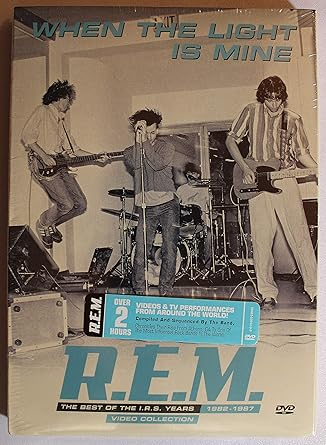 WHEN THE LIGHT
IS MINE
R.E.M.
OVER
2
HOURS
VIDEOS & TV PERFORMANCES
FROM AROUND THE WORLD!
Compiled And Sequenced By The Band,
R.E.M.
THE BEST OF THE I.R.S. YEARS 1982-1987
VIDEO COLLECTION
DVD